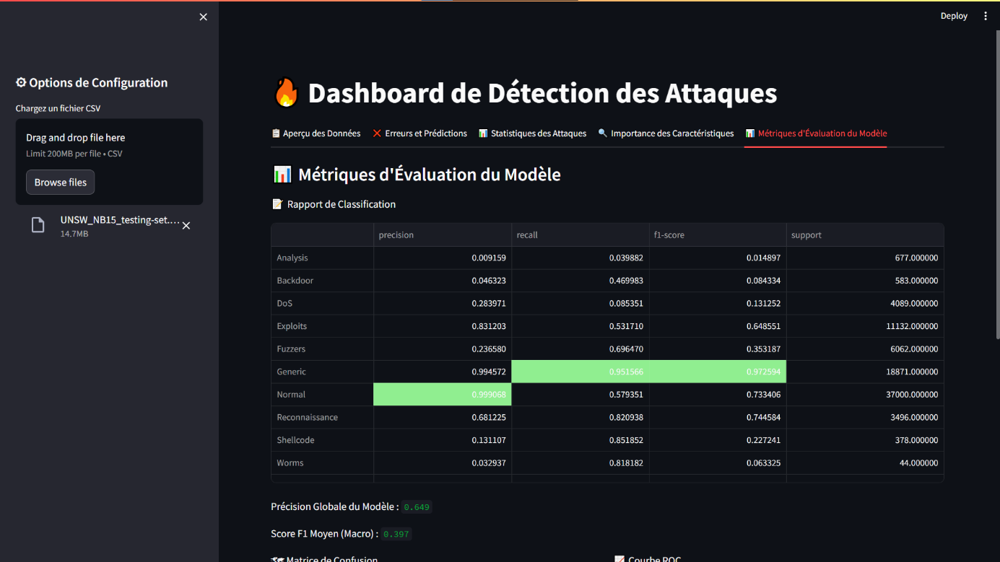 Deploy
Options de Configuration
Chargez un fichier CSV
Drag and drop file here
Limit 200MB per file • CSV
Browse files
UNSW_NB15_testing-set....
14.7MB
Dashboard de Détection des Attaques
Aperçu des Données Erreurs et Prédictions Statistiques des Attaques Importance des Caractéristiques Métriques d'Évaluation du Modèle
Métriques d'Évaluation du Modèle
Rapport de Classification
precision recall f1-score support
Analysis 0.009159 0.039882 0.014897 677.000000
Backdoor 0.046323 0.469983 0.084334 583.000000
DoS 0.283971 0.085351 0.131252 4089.000000
Exploits 0.831203 0.531710 0.648551 11132.000000
Fuzzers 0.236580 0.696470 0.353187 6062.000000
Generic 0.994572 0.951566 0.972594 18871.000000
Normal 0.999068 0.579351 0.733406 37000.000000
Reconnaissance 0.681225 0.820938 0.744584 3496.000000
Shellcode 0.131107 0.851852 0.227241 378.000000
Worms 0.032937 0.818182 0.063325 44.000000
Précision Globale du Modèle : 0.649
Score F1 Moyen (Macro) : 0.397
Matrice de Confusion Courbe ROC